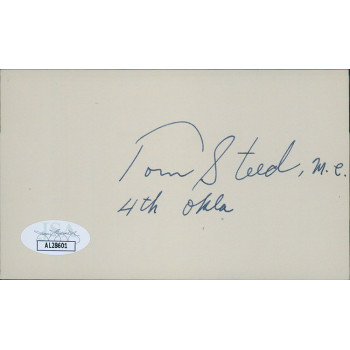 Tom Steed, M.C.
4th Okla
AL28601